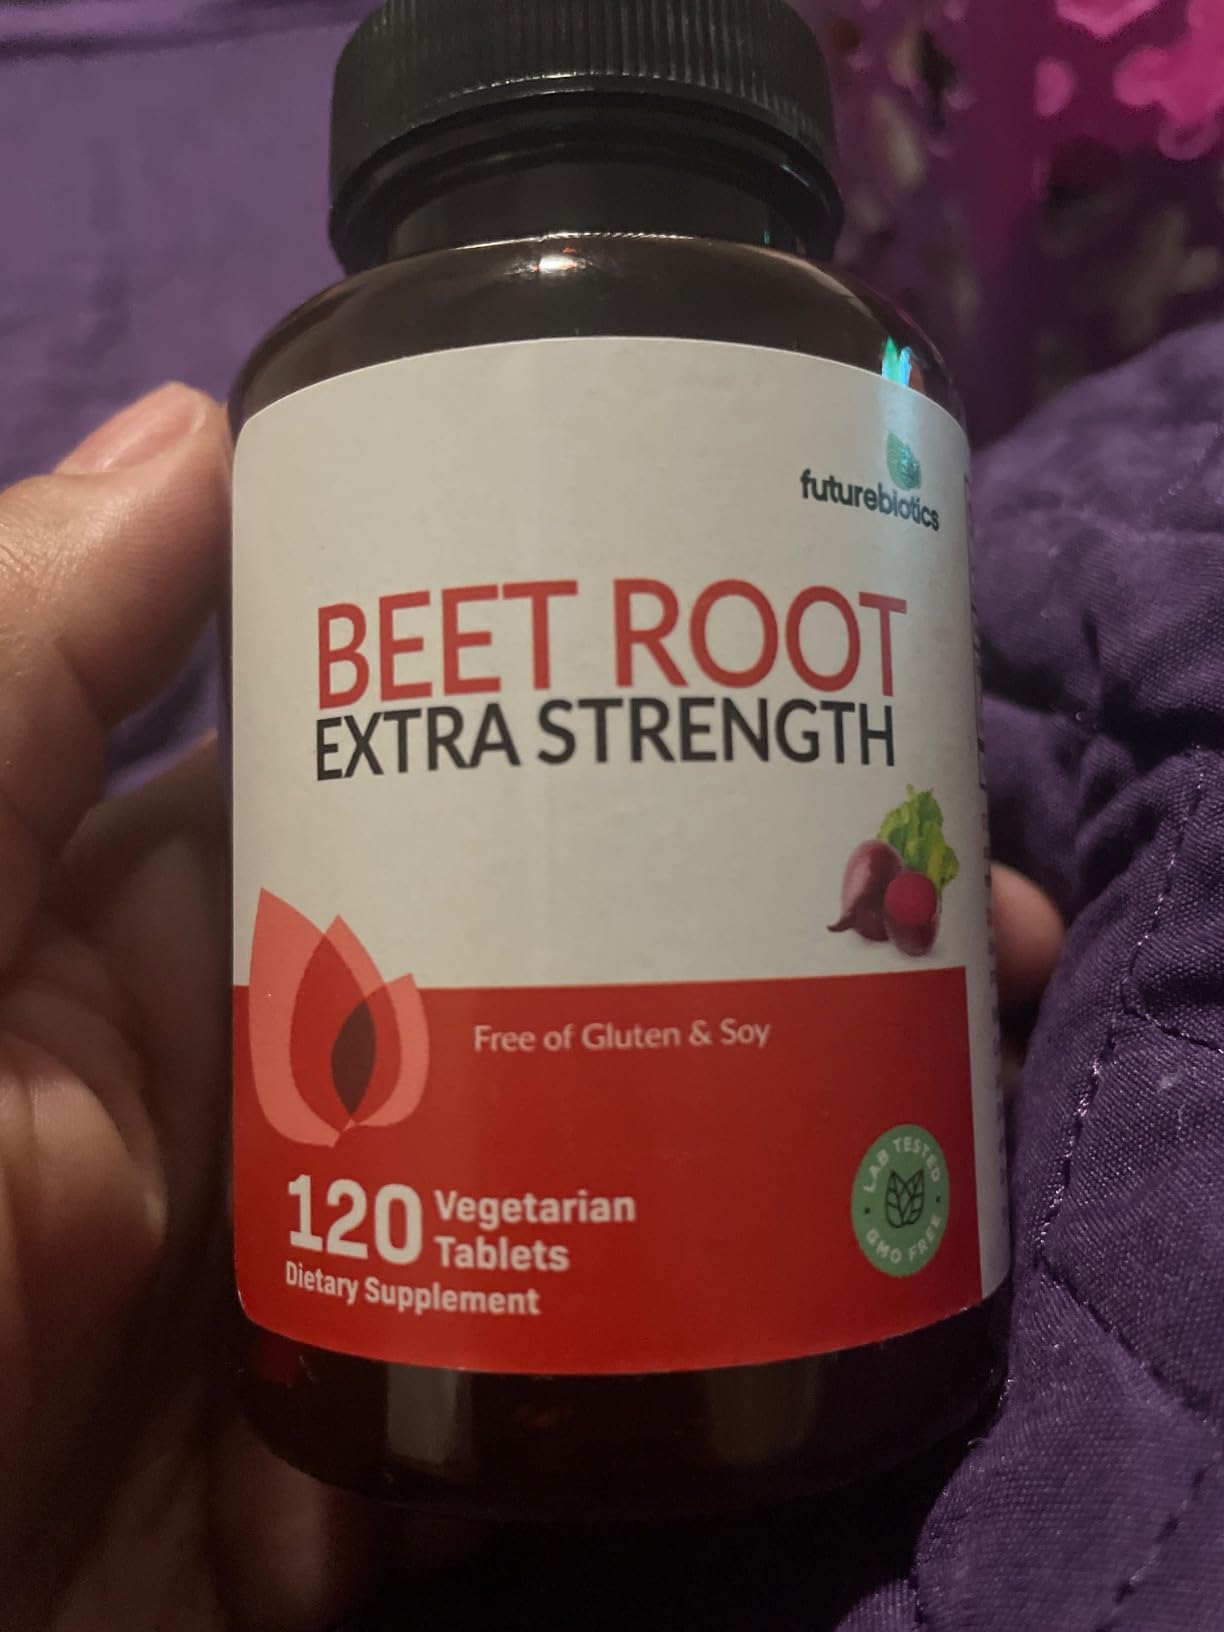 futurebiotics
BEET ROOT
EXTRA STRENGTH
Free of Gluten & Soy
120 Vegetarian
Tablets
Dietary Supplement
LAB TESTED
GMO FREE